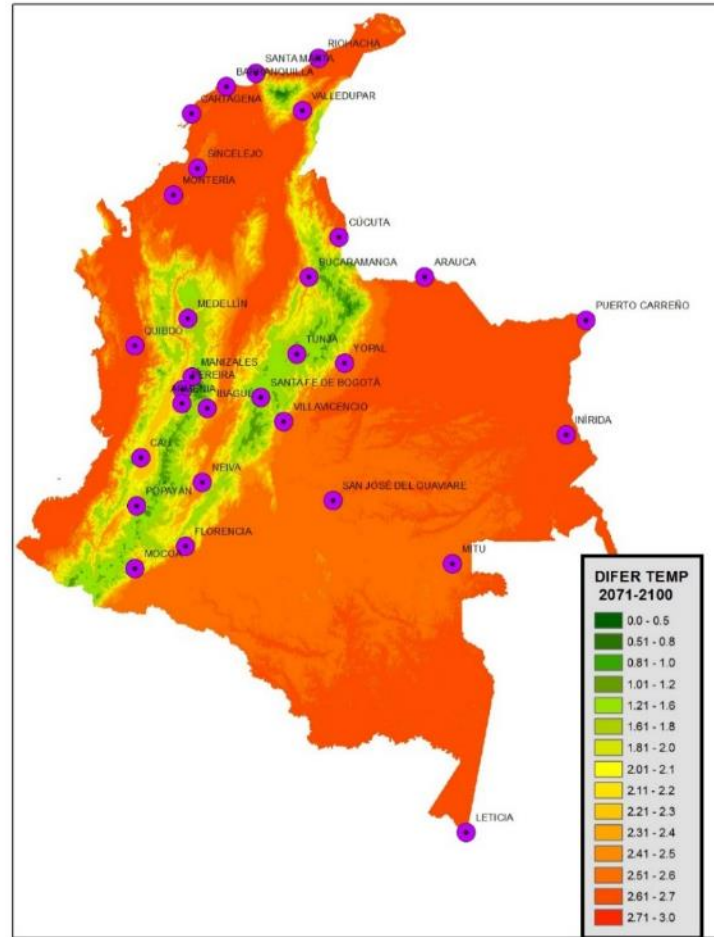 RIOHACHA
SANTA MARTA
BARRANQUILLA
CARTAGENA
VALLEDUPAR
SINCELEJO
MONTERÍA
CÚCUTA
BUCARAMANGA
ARAUCA
MEDELLÍN
PUERTO CARREÑO
QUIBDÓ
TUNJA
YOPAL
MANIZALES
PEREIRA
SANTA FE DE BOGOTÁ
ARMENIA
IBAGUÉ
VILLAVICENCIO
INÍRIDA
CALI
NEIVA
SAN JOSÉ DEL GUAVIARE
POPAYÁN
FLORENCIA
MOCOA
MITU
DIFER TEMP
2071-2100
0.0 - 0.5
0.51 - 0.8
0.81 - 1.0
1.01 - 1.2
1.21 - 1.6
1.61 - 1.8
1.81 - 2.0
2.01 - 2.1
2.11 - 2.2
2.21 - 2.3
2.31 - 2.4
2.41 - 2.5
2.51 - 2.6
2.61 - 2.7
2.71 - 3.0
LETICIA